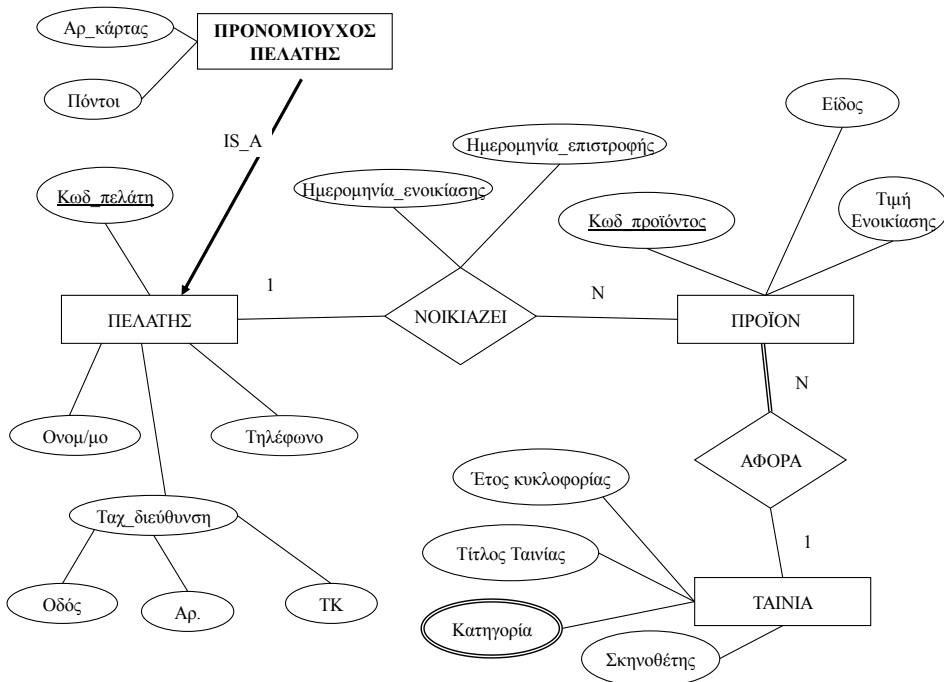 Αρ_κάρτας
ΠΡΟΝΟΜΙΟΥΧΟΣ
ΠΕΛΑΤΗΣ
Πόντοι
Είδος
IS_A
Ημερομηνία_επιστροφής
Ημερομηνία_ενοικίασης
Κωδ_πελάτη
Κωδ_προϊόντος
Τιμή
Ενοικίασης
1
N
ΠΕΛΑΤΗΣ
ΝΟΙΚΙΑΖΕΙ
ΠΡΟΪΟΝ
N
Ονομ/μο
Τηλέφωνο
ΑΦΟΡΑ
Έτος κυκλοφορίας
Ταχ_διεύθυνση
Τίτλος Ταινίας
1
Οδός
Αρ.
ΤΚ
ΤΑΙΝΙΑ
Κατηγορία
Σκηνοθέτης